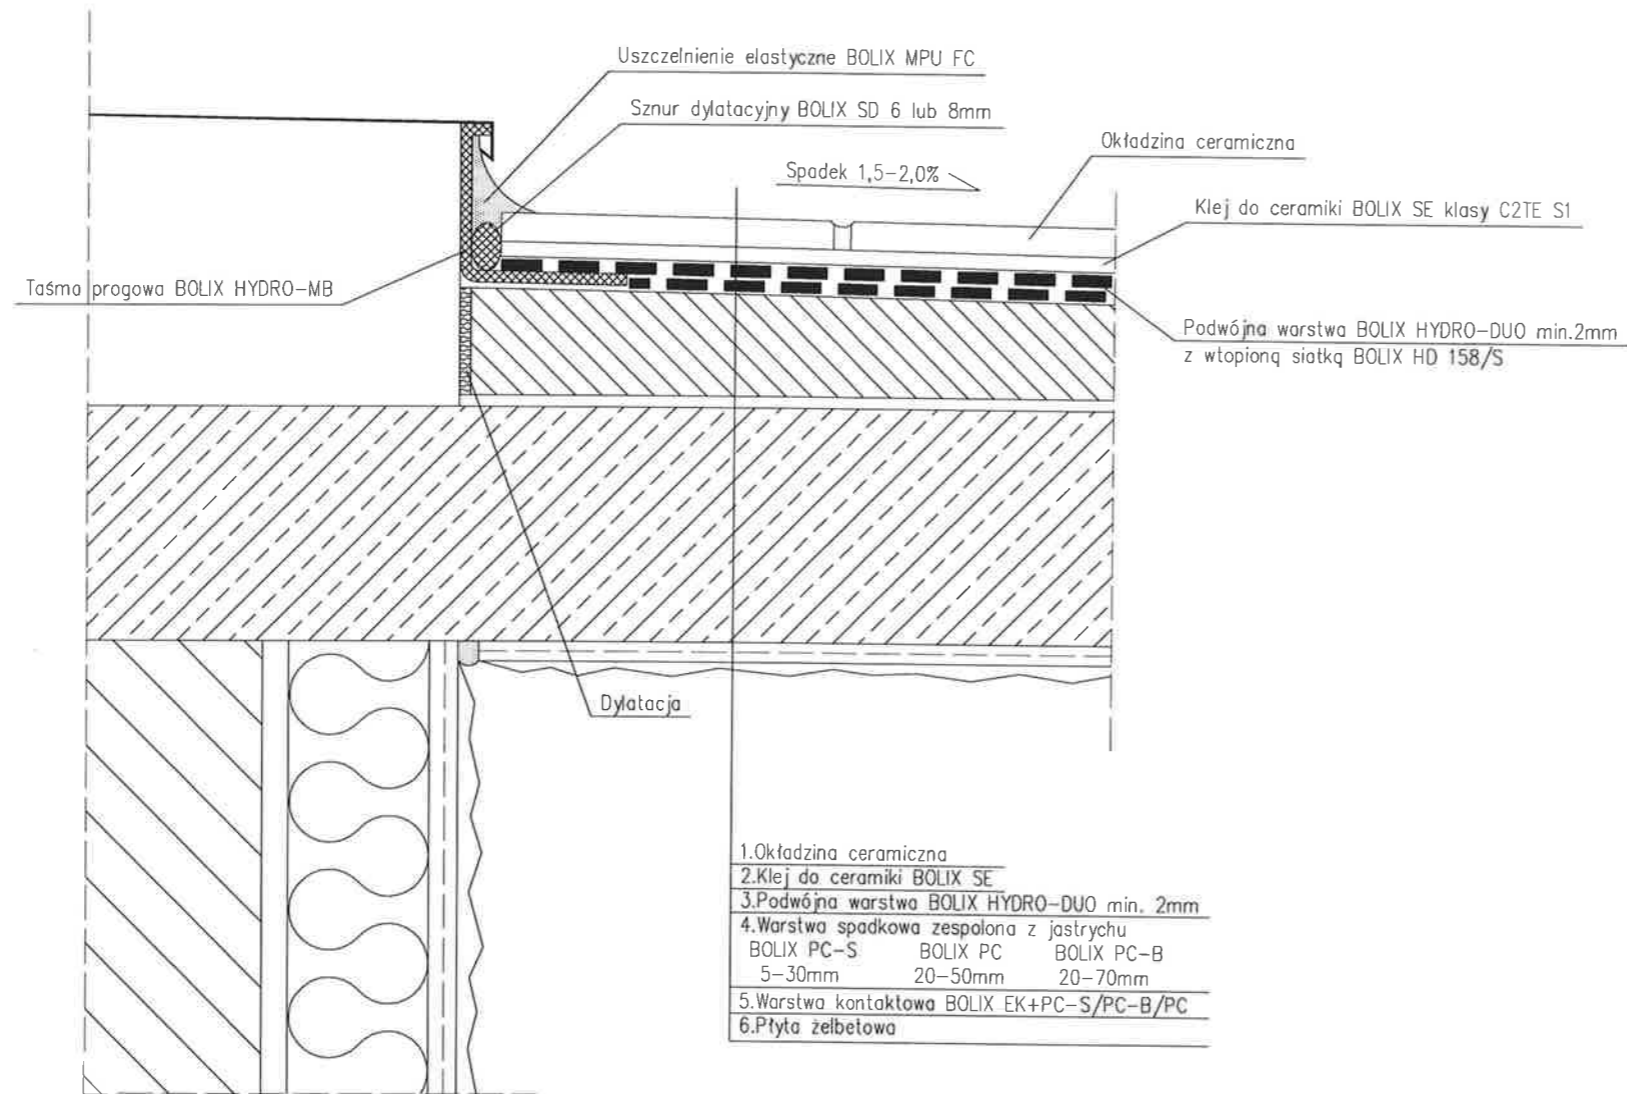 Uszczelnienie elastyczne BOLIX MPU FC
Sznur dylatacyjny BOLIX SD 6 lub 8mm
Okładzina ceramiczna
Spadek 1,5-2,0%
Klej do ceramiki BOLIX SE klasy C2TE S1
Taśma progowa BOLIX HYDRO-MB
Podwójna warstwa BOLIX HYDRO-DUO min.2mm
z wtopioną siatką BOLIX HD 158/S
Dylatacja
1.Okładzina ceramiczna
2.Klej do ceramiki BOLIX SE
3.Podwójna warstwa BOLIX HYDRO-DUO min. 2mm
4.Warstwa spadkowa zespolona z jastrychu
BOLIX PC-S BOLIX PC BOLIX PC-B
5-30mm 20-50mm 20-70mm
5.Warstwa kontaktowa BOLIX EK+PC-S/PC-B/PC
6.Płyta żelbetowa